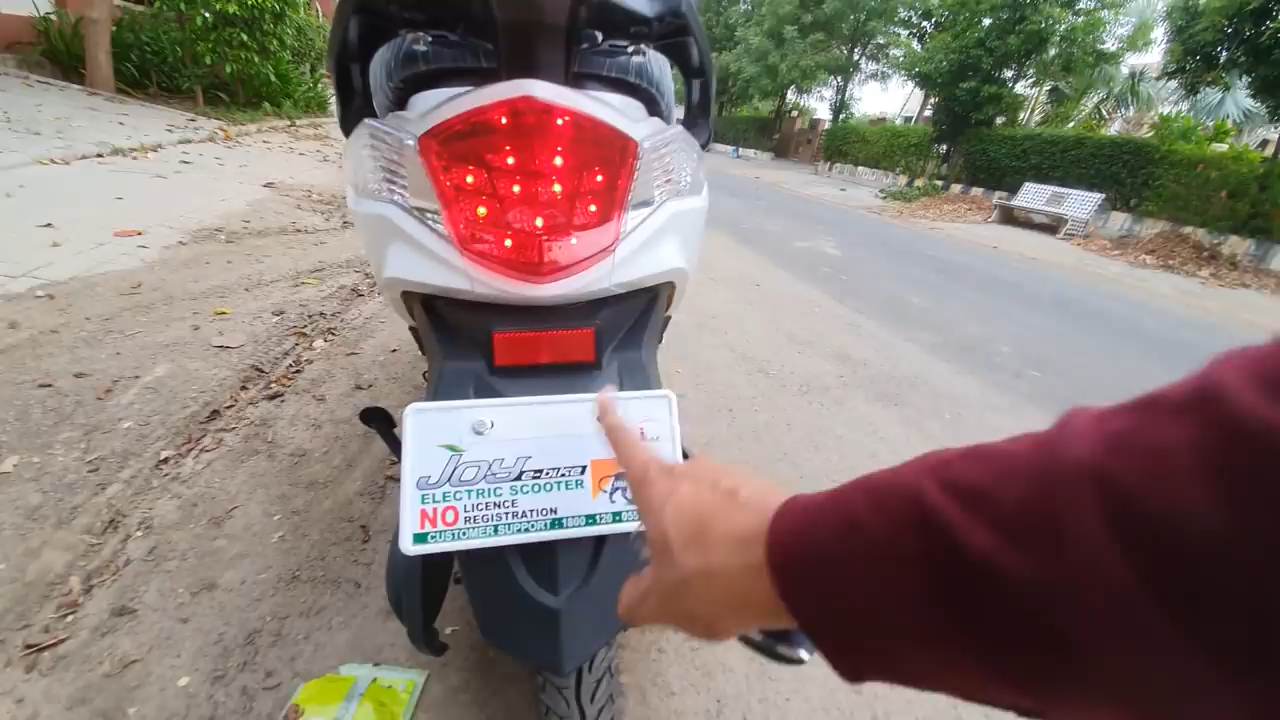 Joy e-bike
ELECTRIC SCOOTER
NO LICENCE
REGISTRATION
CUSTOMER SUPPORT : 1800 - 120 - 055